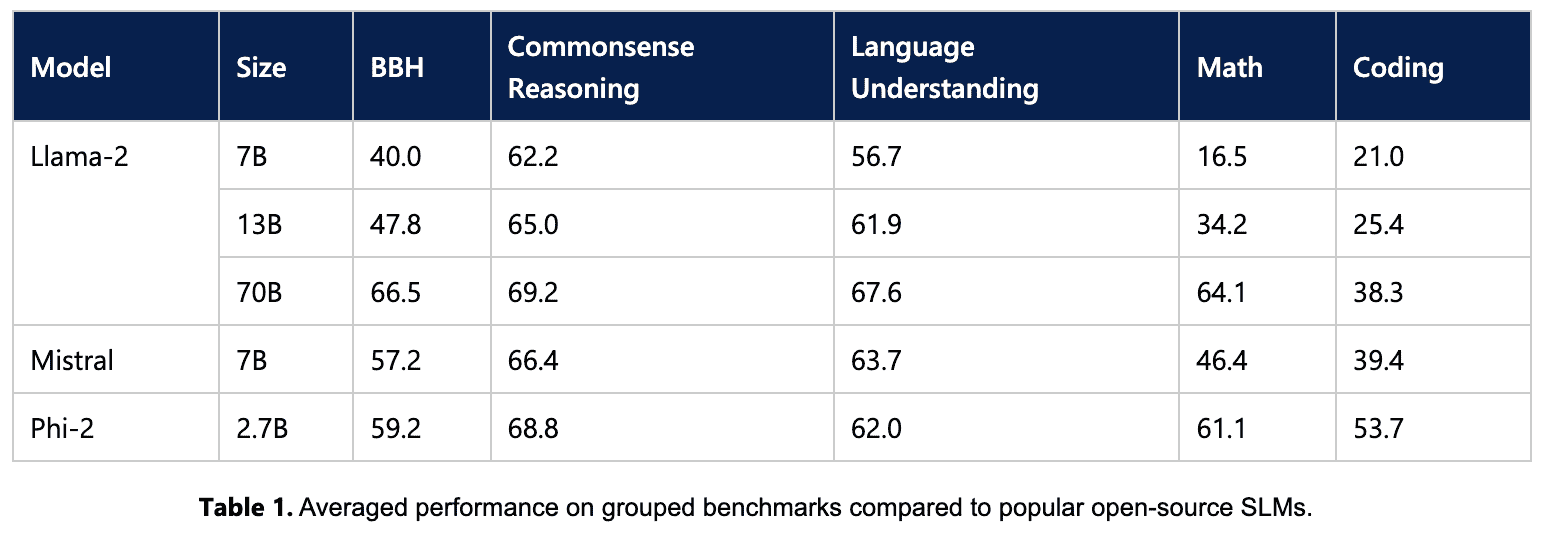 Model Size BBH Commonsense Reasoning Language Understanding Math Coding
Llama-2 7B 40.0 62.2 56.7 16.5 21.0
13B 47.8 65.0 61.9 34.2 25.4
70B 66.5 69.2 67.6 64.1 38.3
Mistral 7B 57.2 66.4 63.7 46.4 39.4
Phi-2 2.7B 59.2 68.8 62.0 61.1 53.7
Table 1. Averaged performance on grouped benchmarks compared to popular open-source SLMs.